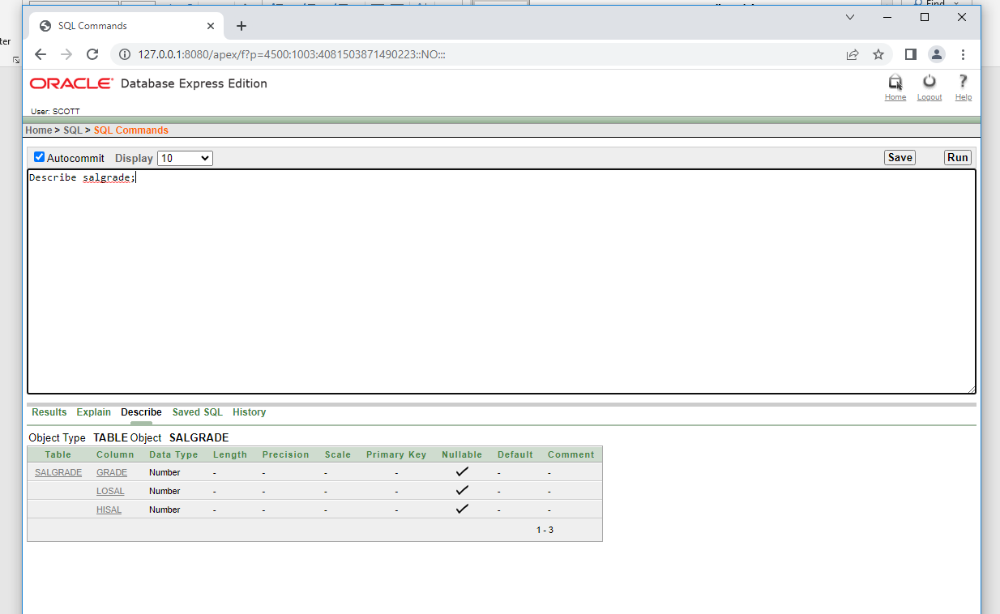 Find
ter
SQL Commands
127.0.0.1:8080/apex/f?p=4500:1003:4081503871490223::NO:::
ORACLE® Database Express Edition
Home Logout Help
User: SCOTT
Home > SQL > SQL Commands
Autocommit Display 10 Save Run
Describe salgrade;
Results Explain Describe Saved SQL History
Object Type TABLE Object SALGRADE
Table Column Data Type Length Precision Scale Primary Key Nullable Default Comment
SALGRADE GRADE Number - - - - - -
LOSAL Number - - - - - -
HISAL Number - - - - - -
1 - 3